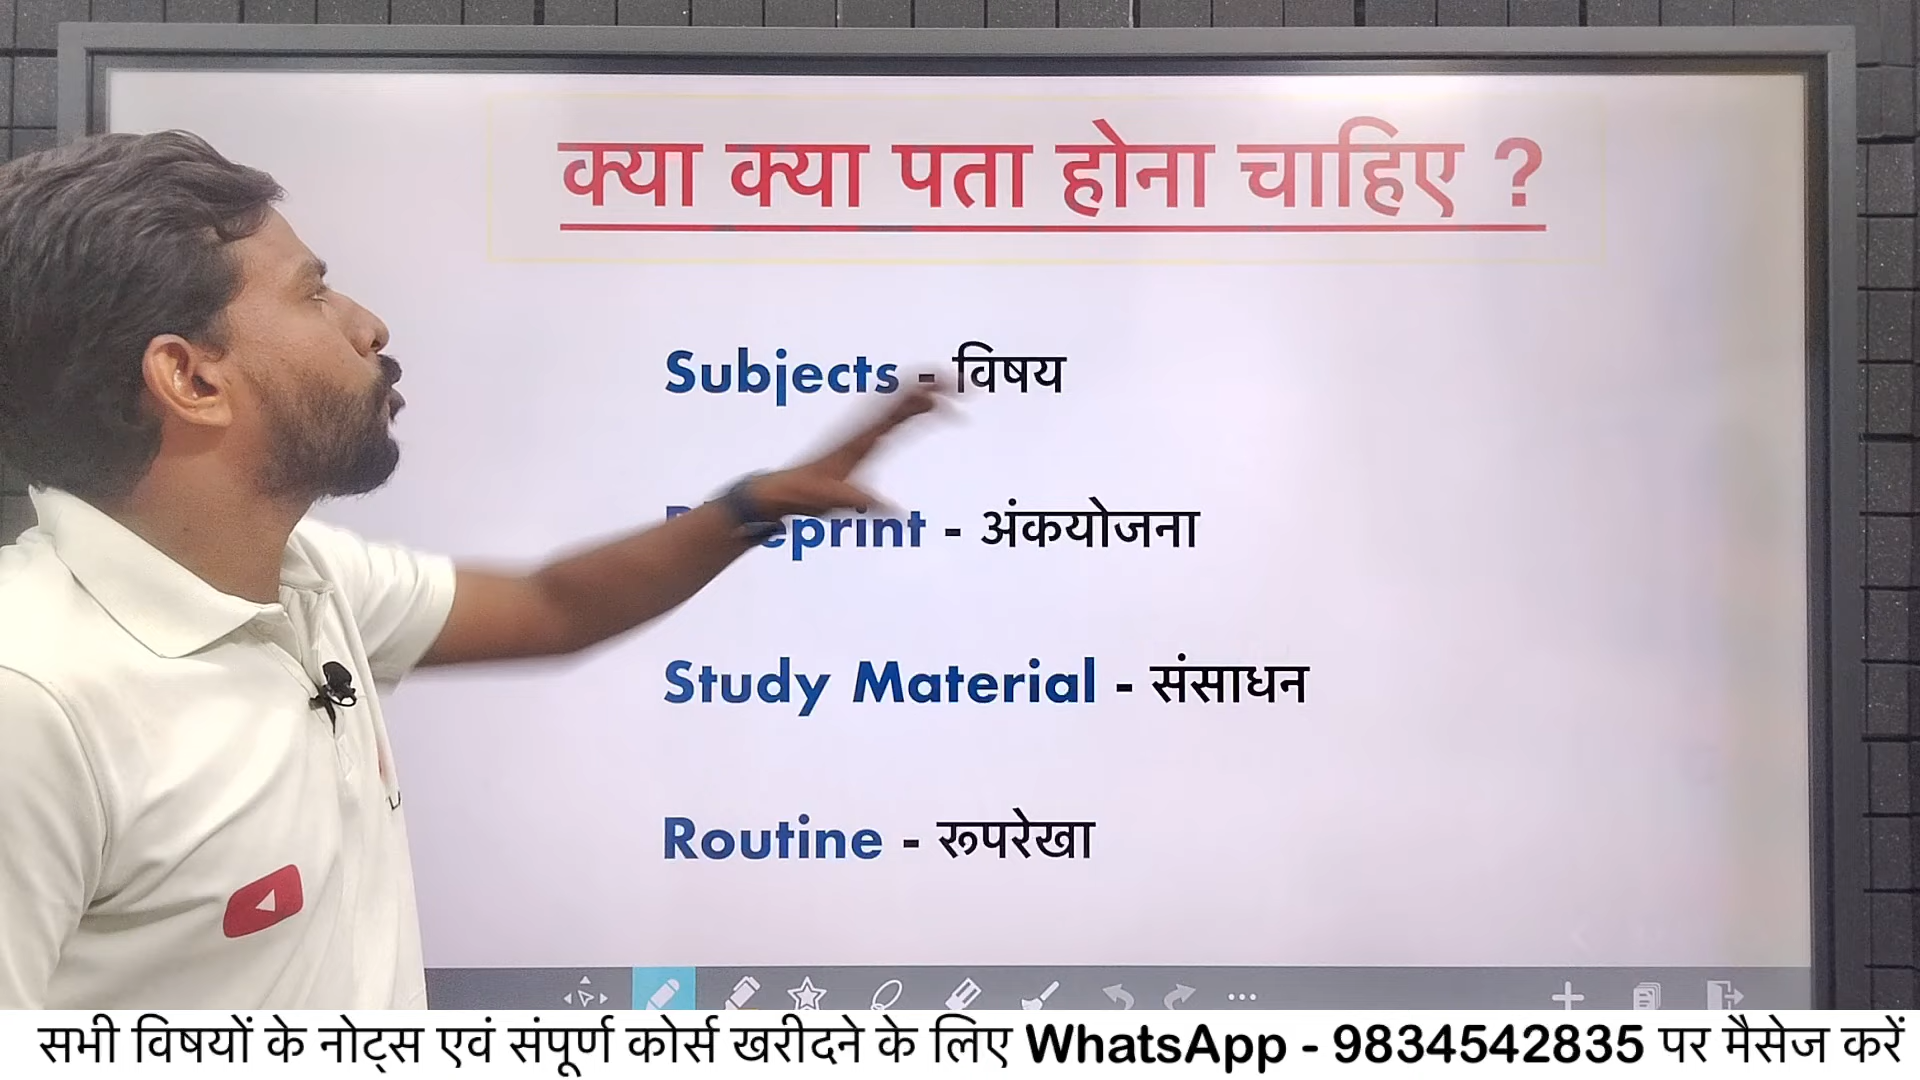 क्या क्या पता होना चाहिए ?
Subjects - विषय
- अंकयोजना
Study Material - संसाधन
Routine - रूपरेखा
सभी विषयों के नोट्स एवं संपूर्ण कोर्स खरीदने के लिए WhatsApp - 9834542835 पर मैसेज करें